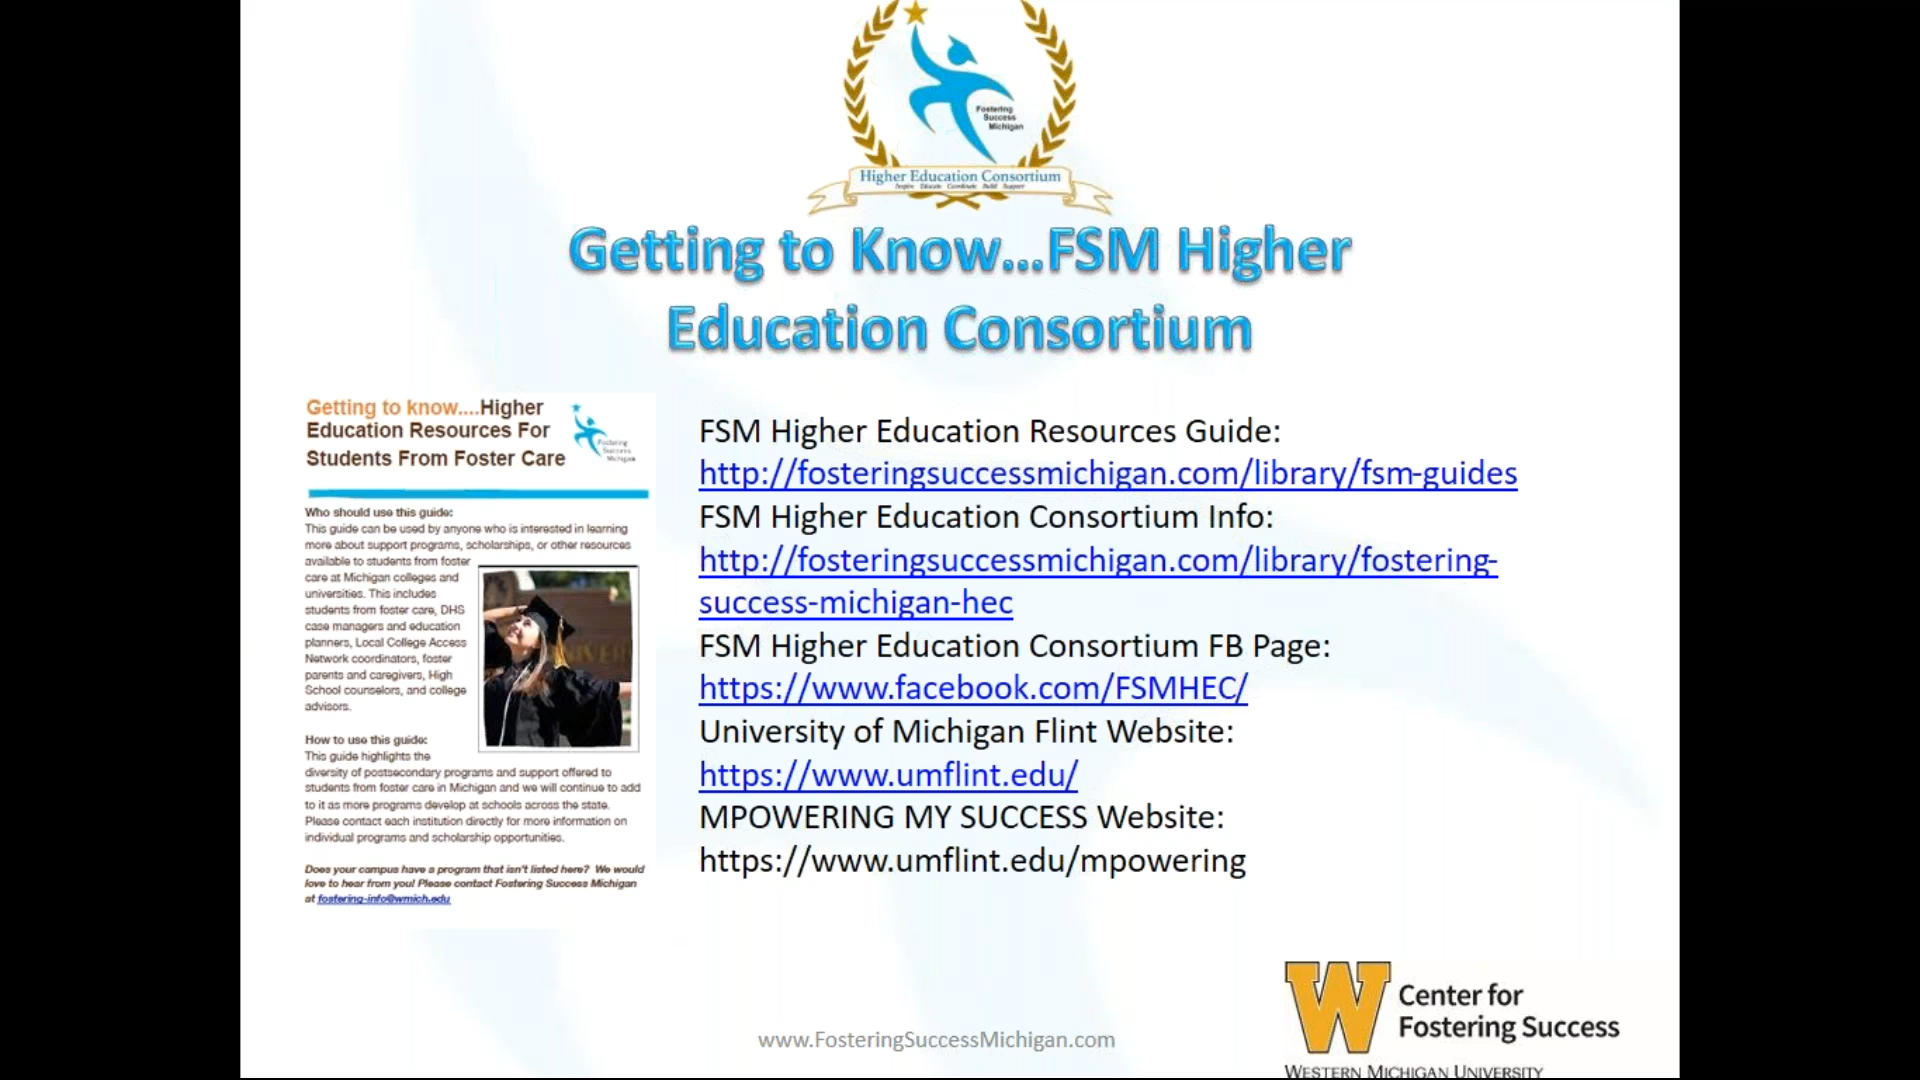 Fostering
Success
Michigan
Higher Education Consortium
Inspire Educate Coordinate Build Support
Getting to Know...FSM Higher
Education Consortium
Getting to know....Higher
Education Resources For
Students From Foster Care
Fostering
Success
Michigan
Who should use this guide:
This guide can be used by anyone who is interested in learning
more about support programs, scholarships, or other resources
available to students from foster
care at Michigan colleges and
universities. This includes
students from foster care, DHS
case managers and education
planners, Local College Access
Network coordinators, foster
parents and caregivers, High
School counselors, and college
advisors.
How to use this guide:
This guide highlights the
diversity of postsecondary programs and support offered to
students from foster care in Michigan and we will continue to add
to it as more programs develop at schools across the state.
Please contact each institution directly for more information on
individual programs and scholarship opportunities.
Does your campus have a program that isn't listed here? We would
love to hear from you! Please contact Fostering Success Michigan
at fostering-info@wmich.edu
FSM Higher Education Resources Guide:
http://fosteringsuccessmichigan.com/library/fsm-guides
FSM Higher Education Consortium Info:
http://fosteringsuccessmichigan.com/library/fostering-
success-michigan-hec
FSM Higher Education Consortium FB Page:
https://www.facebook.com/FSMHEC/
University of Michigan Flint Website:
https://www.umflint.edu/
MPOWERING MY SUCCESS Website:
https://www.umflint.edu/mpowering
www.FosteringSuccessMichigan.com
W
Center for
Fostering Success
WESTERN MICHIGAN UNIVERSITY